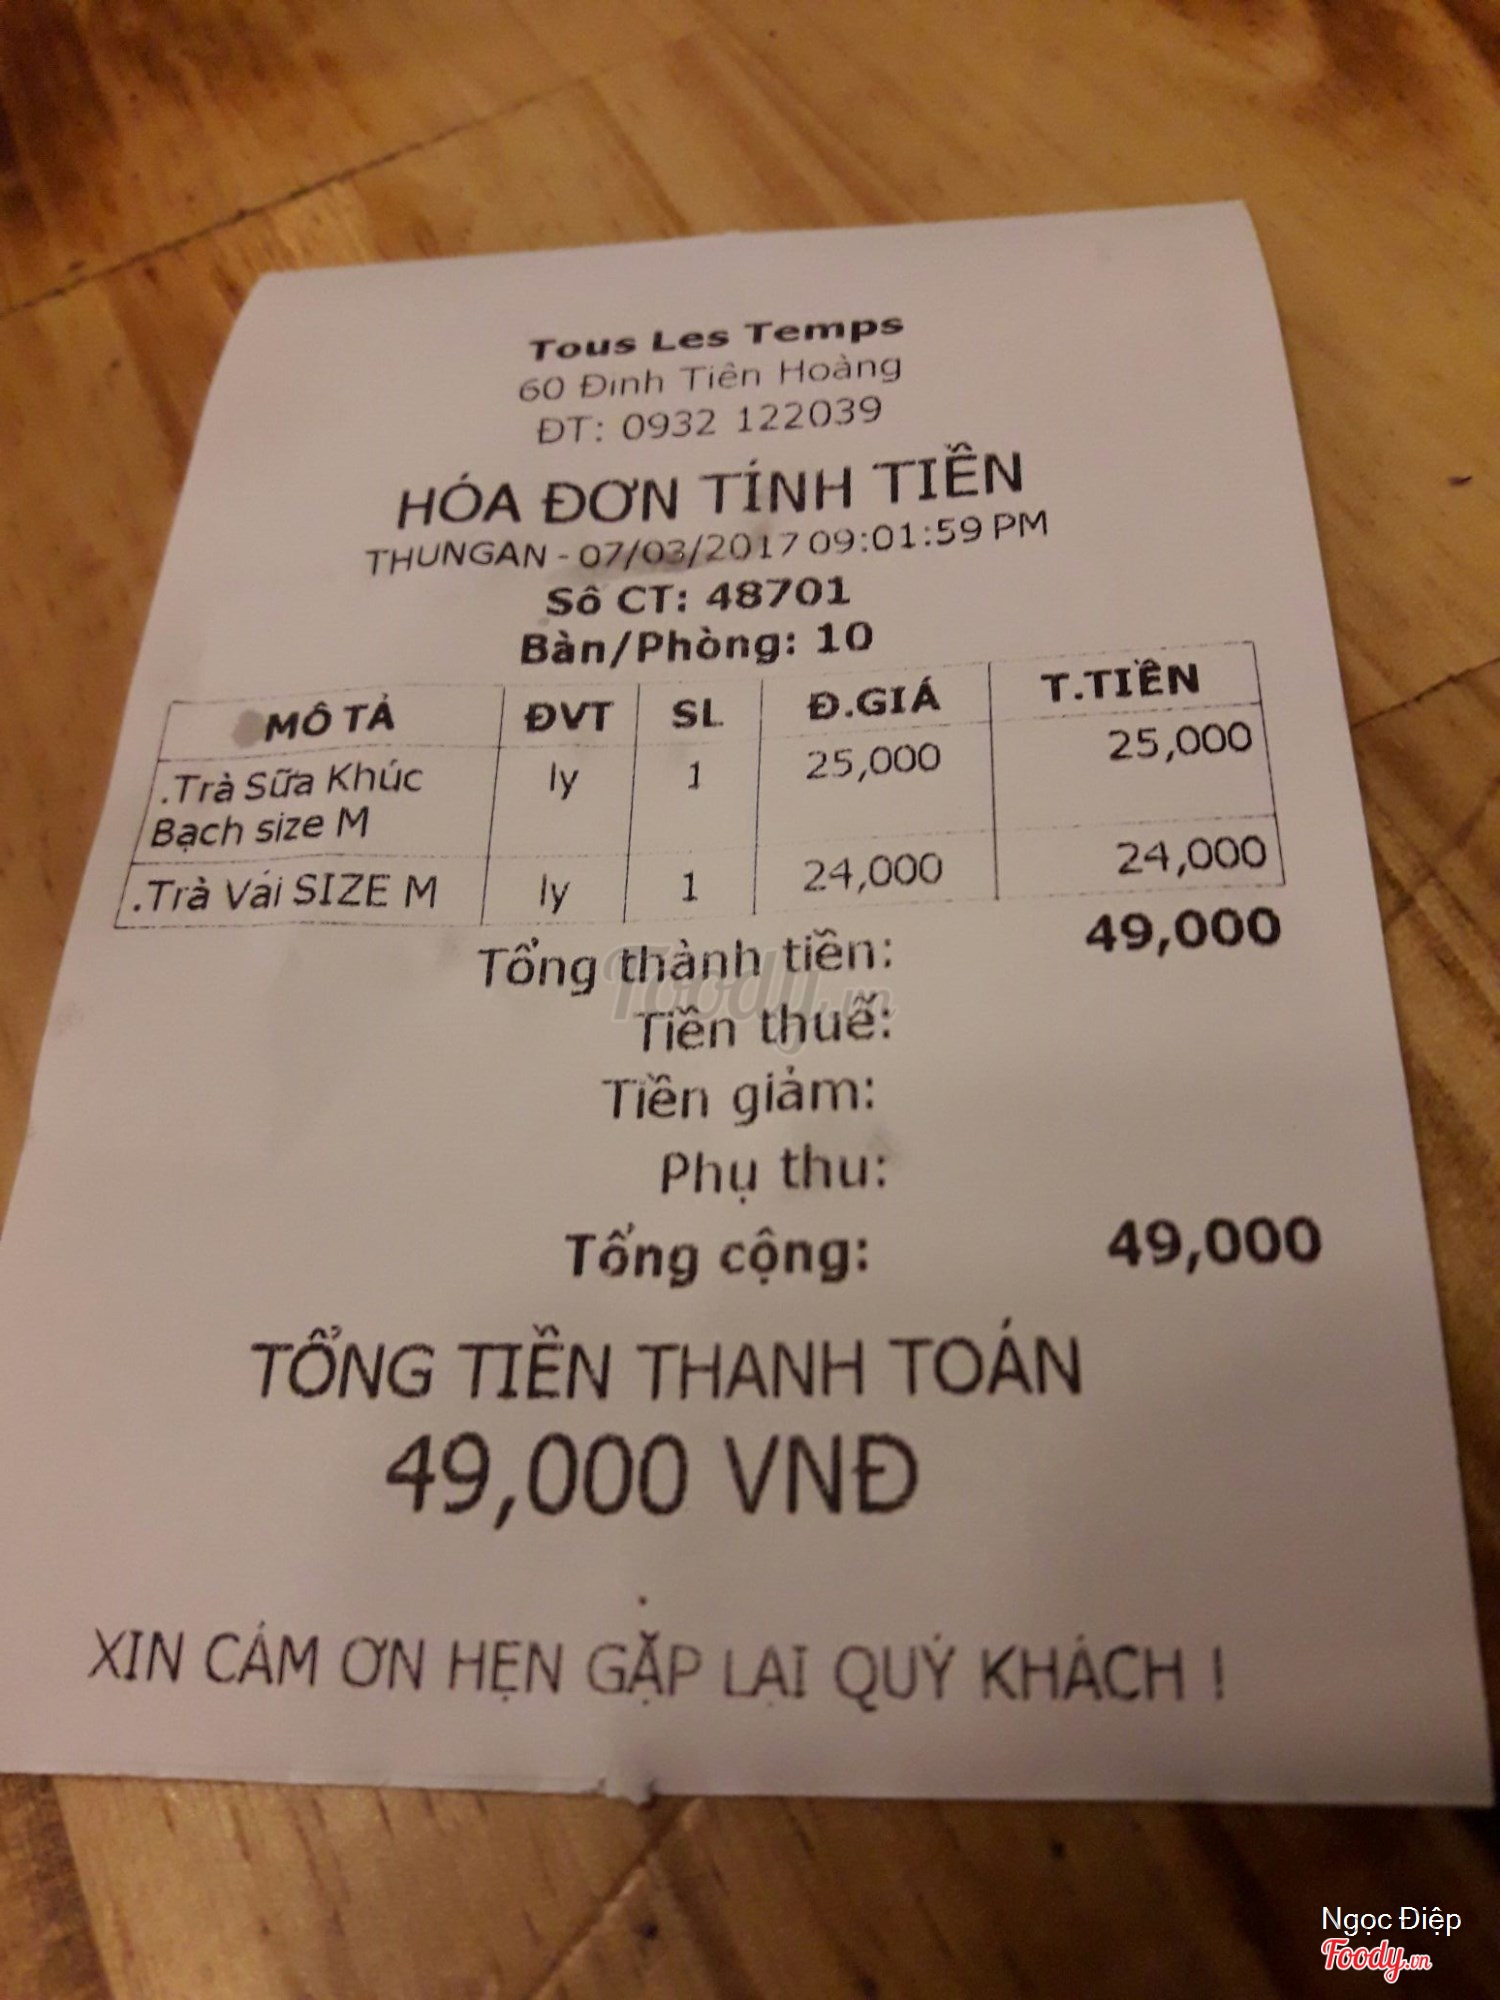 Tous Les Temps
60 Đinh Tiên Hoàng
ĐT: 0932 122039
HÓA ĐƠN TÍNH TIỀN
THUNGAN - 07/03/2017 09:01:59 PM
Số CT: 48701
Bàn/Phòng: 10
MÔ TẢ ĐVT SL Đ.GIÁ T.TIỀN
.Trà Sữa Khúc ly 1 25,000 25,000
Bạch size M
.Trà Vải SIZE M ly 1 24,000 24,000
Tổng thành tiền: 49,000
Foody.vn
Tiền thuế:
Tiền giảm:
Phụ thu:
Tổng cộng: 49,000
TỔNG TIỀN THANH TOÁN
49,000 VNĐ
XIN CÁM ƠN HẸN GẶP LẠI QUÝ KHÁCH !
Ngọc Điệp
Foody.vn